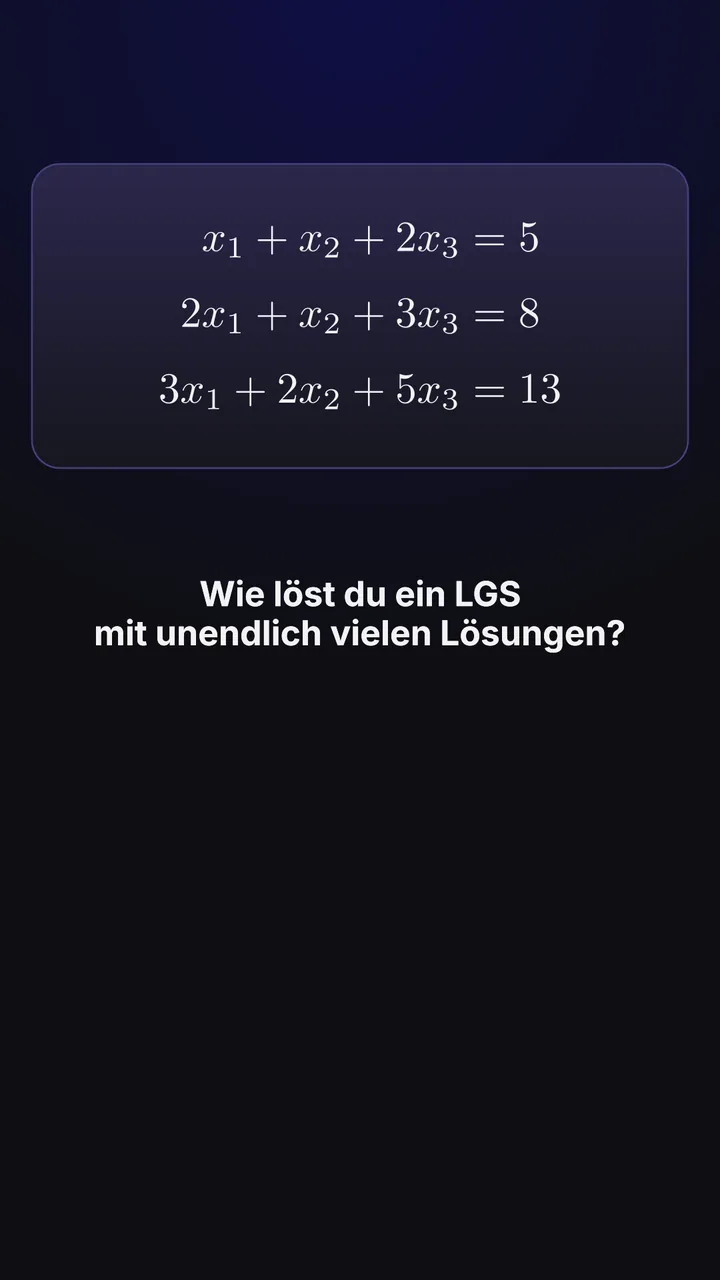 x₁ + x₂ + 2x₃ = 5
2x₁ + x₂ + 3x₃ = 8
3x₁ + 2x₂ + 5x₃ = 13
Wie löst du ein LGS
mit unendlich vielen Lösungen?